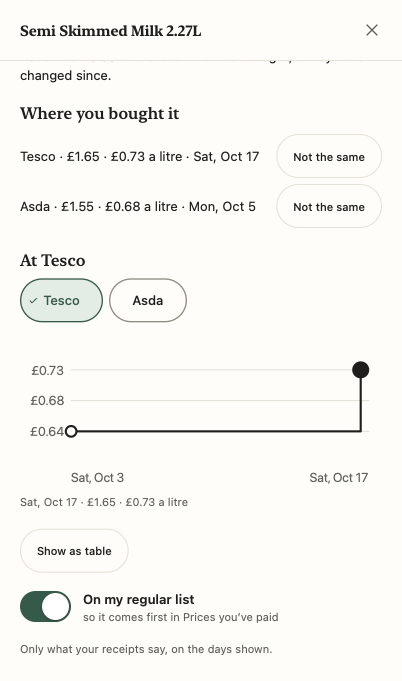 Semi Skimmed Milk 2.27L
changed since.
Where you bought it
Tesco · £1.65 · £0.73 a litre · Sat, Oct 17
Not the same
Asda · £1.55 · £0.68 a litre · Mon, Oct 5
Not the same
At Tesco
Tesco
Asda
£0.73
£0.68
£0.64
Sat, Oct 3
Sat, Oct 17
Sat, Oct 17 · £1.65 · £0.73 a litre
Show as table
On my regular list
so it comes first in Prices you’ve paid
Only what your receipts say, on the days shown.